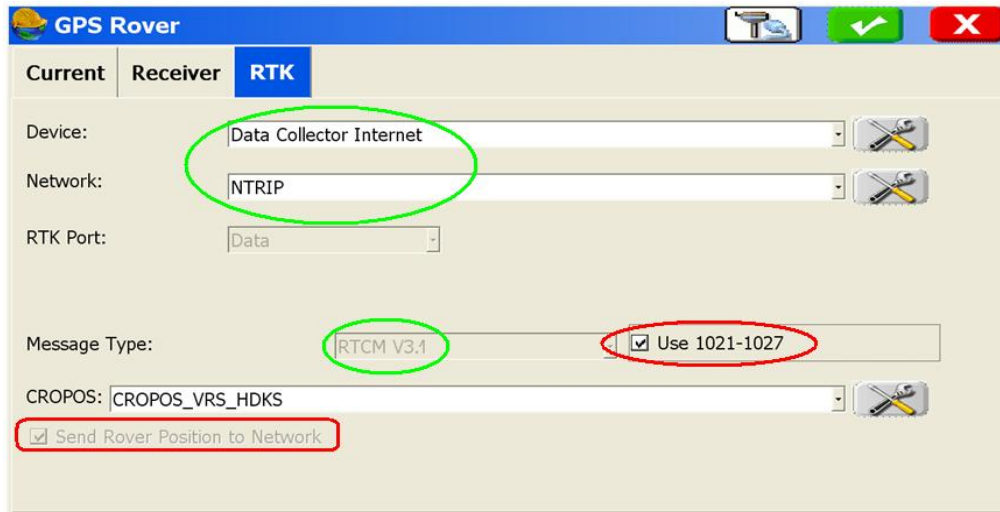 GPS Rover
Current Receiver RTK
Device: Data Collector Internet
Network: NTRIP
RTK Port: Data
Message Type: RTCM V3.1 Use 1021-1027
CROPOS: CROPOS_VRS_HDKS
Send Rover Position to Network